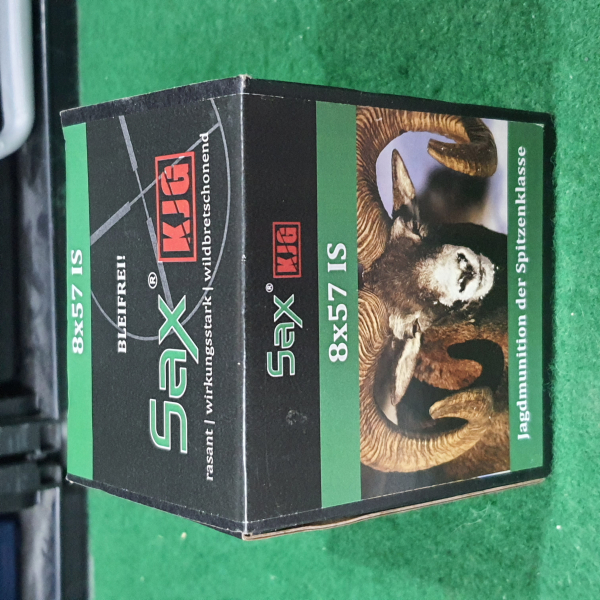 8x57 IS
BLEIFREI!
Sax® KJG
rasant | wirkungsstark | wildbretschonend
Sax® KJG
8x57 IS
Jagdmunition der Spitzenklasse